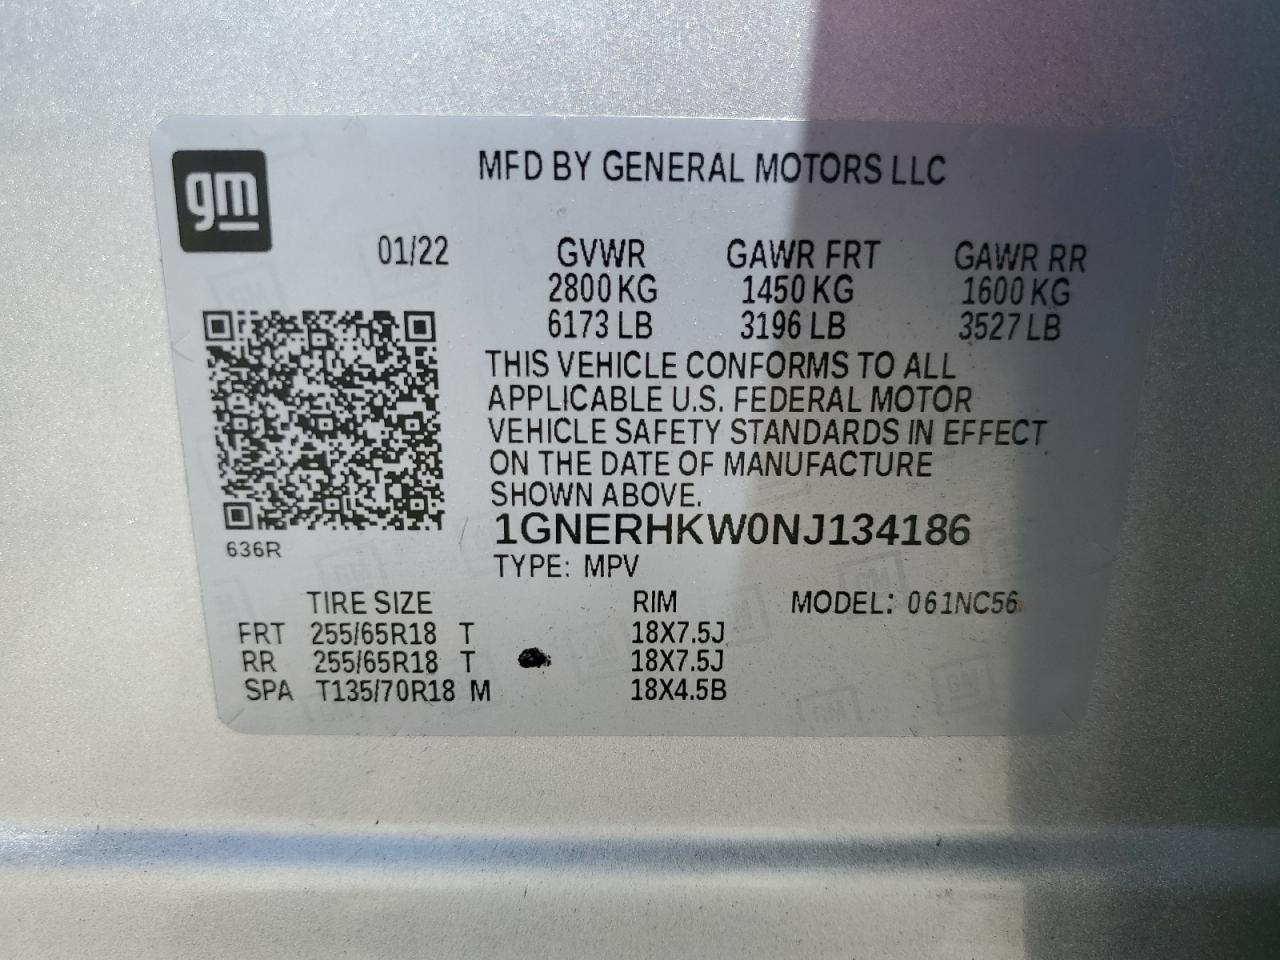 gm
MFD BY GENERAL MOTORS LLC
01/22 GVWR GAWR FRT GAWR RR
2800 KG 1450 KG 1600 KG
6173 LB 3196 LB 3527 LB
THIS VEHICLE CONFORMS TO ALL
APPLICABLE U.S. FEDERAL MOTOR
VEHICLE SAFETY STANDARDS IN EFFECT
ON THE DATE OF MANUFACTURE
SHOWN ABOVE.
1GNERHKW0NJ134186
636R
TYPE: MPV
TIRE SIZE RIM MODEL: 061NC56
FRT 255/65R18 T 18X7.5J
RR 255/65R18 T 18X7.5J
SPA T135/70R18 M 18X4.5B